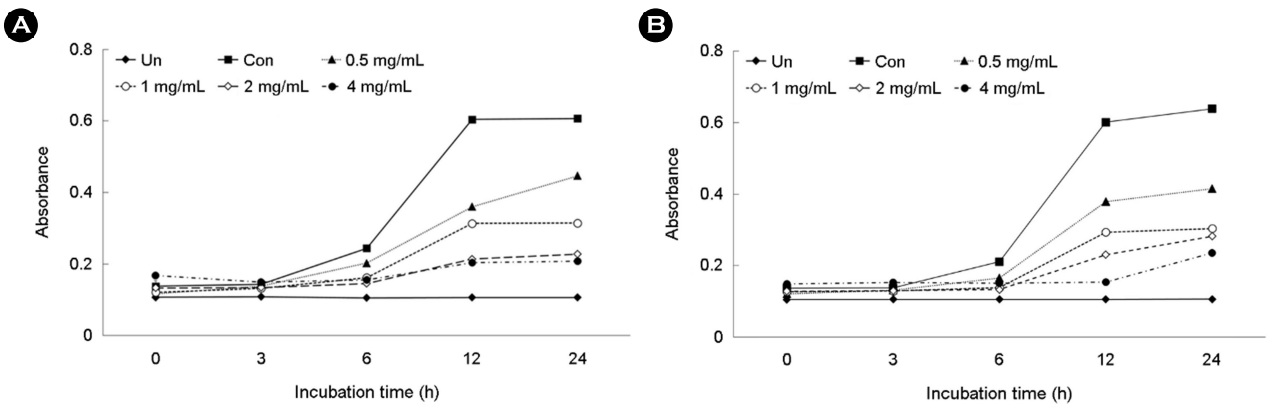 A
0.8
0.6
0.4
0.2
0
Absorbance
Un Con 0.5 mg/mL
1 mg/mL 2 mg/mL 4 mg/mL
0 3 6 12 24
Incubation time (h)
B
0.8
0.6
0.4
0.2
0
Absorbance
Un Con 0.5 mg/mL
1 mg/mL 2 mg/mL 4 mg/mL
0 3 6 12 24
Incubation time (h)